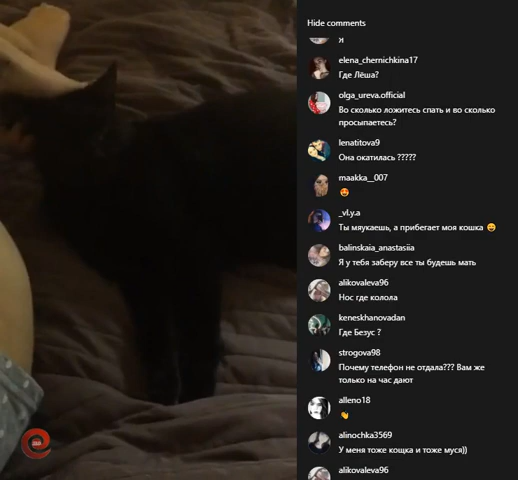 Hide comments
Я
elena_chernichkina17
Где Лёша?
olga_ureva.official
Во сколько ложитесь спать и во сколько
просыпаетесь?
lenatitova9
Она окатилась ?????
maakka__007
😍
_vl.y.a
Ты мяукаешь, а прибегает моя кошка 😄
balinskaia_anastasiia
Я у тебя заберу все ты будешь мать
alikovaleva96
Нос где колола
keneskhanovadan
Где Безус ?
strogova98
Почему телефон не отдала??? Вам же
только на час дают
alleno18
👏
alinochka3569
У меня тоже кощка и тоже муся))
alikovaleva96